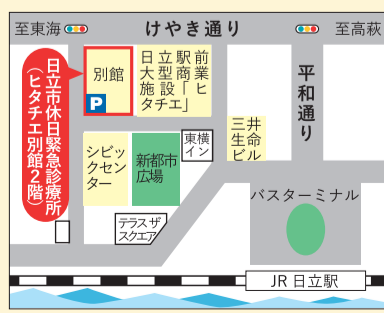 至東海
けやき通り
至高萩
日立市休日緊急診療所
(ヒタチエ別館2階)
別館
P
日立駅前
大型商業
施設「ヒ
タチエ」
平和通り
三井
生命
ビル
東横
イン
シビッ
クセン
ター
新都市
広場
テラスザ
スクエア
バスターミナル
JR 日立駅